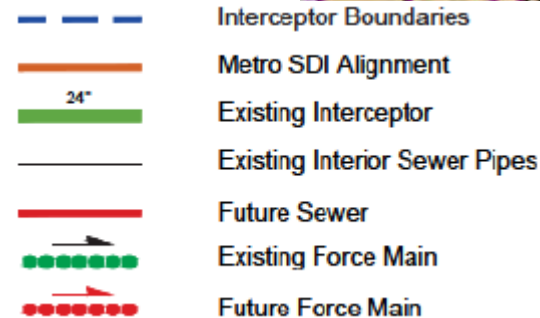 Interceptor Boundaries
Metro SDI Alignment
24"
Existing Interceptor
Existing Interior Sewer Pipes
Future Sewer
Existing Force Main
Future Force Main